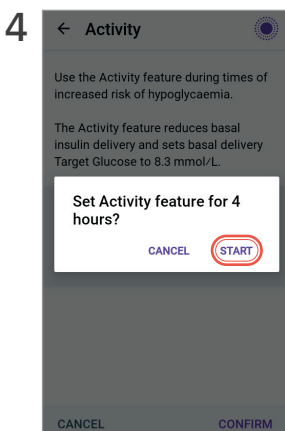 4
Activity
Use the Activity feature during times of
increased risk of hypoglycaemia.
The Activity feature reduces basal
insulin delivery and sets basal delivery
Target Glucose to 8.3 mmol/L.
Set Activity feature for 4
hours?
CANCEL START
CANCEL CONFIRM